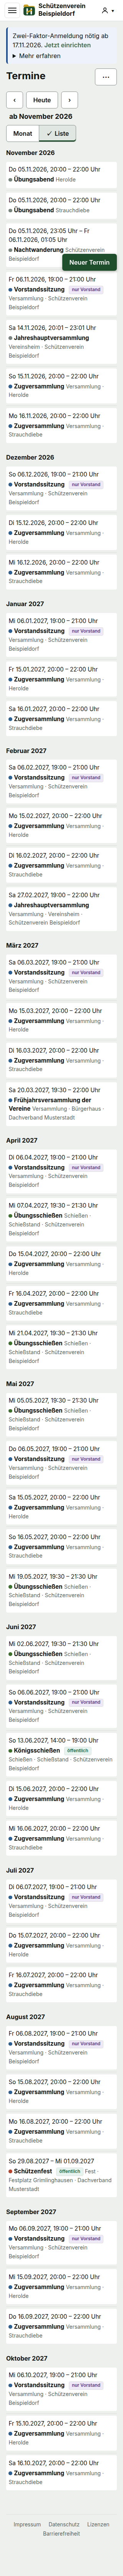 Schützenverein
Beispieldorf
Zwei-Faktor-Anmeldung nötig ab
17.11.2026. Jetzt einrichten
▶ Mehr erfahren
Termine
...
‹ Heute ›
ab November 2026
Monat ✓ Liste
November 2026
Do 05.11.2026, 20:00 – 22:00 Uhr
Übungsabend Herolde
Do 05.11.2026, 20:00 – 22:00 Uhr
Übungsabend Strauchdiebe
Do 05.11.2026, 23:05 Uhr – Fr
06.11.2026, 01:05 Uhr
Nachtwanderung Schützenverein
Beispieldorf
Neuer Termin
Fr 06.11.2026, 19:00 – 21:00 Uhr
Vorstandssitzung nur Vorstand
Versammlung · Schützenverein
Beispieldorf
Sa 14.11.2026, 20:01 – 23:01 Uhr
Jahreshauptversammlung
Vereinsheim · Schützenverein
Beispieldorf
So 15.11.2026, 20:00 – 22:00 Uhr
Zugversammlung Versammlung ·
Herolde
Mo 16.11.2026, 20:00 – 22:00 Uhr
Zugversammlung Versammlung ·
Strauchdiebe
Dezember 2026
So 06.12.2026, 19:00 – 21:00 Uhr
Vorstandssitzung nur Vorstand
Versammlung · Schützenverein
Beispieldorf
Di 15.12.2026, 20:00 – 22:00 Uhr
Zugversammlung Versammlung ·
Herolde
Mi 16.12.2026, 20:00 – 22:00 Uhr
Zugversammlung Versammlung ·
Strauchdiebe
Januar 2027
Mi 06.01.2027, 19:00 – 21:00 Uhr
Vorstandssitzung nur Vorstand
Versammlung · Schützenverein
Beispieldorf
Fr 15.01.2027, 20:00 – 22:00 Uhr
Zugversammlung Versammlung ·
Herolde
Sa 16.01.2027, 20:00 – 22:00 Uhr
Zugversammlung Versammlung ·
Strauchdiebe
Februar 2027
Sa 06.02.2027, 19:00 – 21:00 Uhr
Vorstandssitzung nur Vorstand
Versammlung · Schützenverein
Beispieldorf
Mo 15.02.2027, 20:00 – 22:00 Uhr
Zugversammlung Versammlung ·
Herolde
Di 16.02.2027, 20:00 – 22:00 Uhr
Zugversammlung Versammlung ·
Strauchdiebe
Sa 27.02.2027, 19:00 – 22:00 Uhr
Jahreshauptversammlung
Versammlung · Vereinsheim ·
Schützenverein Beispieldorf
März 2027
Sa 06.03.2027, 19:00 – 21:00 Uhr
Vorstandssitzung nur Vorstand
Versammlung · Schützenverein
Beispieldorf
Mo 15.03.2027, 20:00 – 22:00 Uhr
Zugversammlung Versammlung ·
Herolde
Di 16.03.2027, 20:00 – 22:00 Uhr
Zugversammlung Versammlung ·
Strauchdiebe
Sa 20.03.2027, 19:30 – 22:00 Uhr
Frühjahrsversammlung der
Vereine Versammlung · Bürgerhaus ·
Dachverband Musterstadt
April 2027
Di 06.04.2027, 19:00 – 21:00 Uhr
Vorstandssitzung nur Vorstand
Versammlung · Schützenverein
Beispieldorf
Mi 07.04.2027, 19:30 – 21:30 Uhr
Übungsschießen Schießen ·
Schießstand · Schützenverein
Beispieldorf
Do 15.04.2027, 20:00 – 22:00 Uhr
Zugversammlung Versammlung ·
Herolde
Fr 16.04.2027, 20:00 – 22:00 Uhr
Zugversammlung Versammlung ·
Strauchdiebe
Mi 21.04.2027, 19:30 – 21:30 Uhr
Übungsschießen Schießen ·
Schießstand · Schützenverein
Beispieldorf
Mai 2027
Mi 05.05.2027, 19:30 – 21:30 Uhr
Übungsschießen Schießen ·
Schießstand · Schützenverein
Beispieldorf
Do 06.05.2027, 19:00 – 21:00 Uhr
Vorstandssitzung nur Vorstand
Versammlung · Schützenverein
Beispieldorf
Sa 15.05.2027, 20:00 – 22:00 Uhr
Zugversammlung Versammlung ·
Herolde
So 16.05.2027, 20:00 – 22:00 Uhr
Zugversammlung Versammlung ·
Strauchdiebe
Mi 19.05.2027, 19:30 – 21:30 Uhr
Übungsschießen Schießen ·
Schießstand · Schützenverein
Beispieldorf
Juni 2027
Mi 02.06.2027, 19:30 – 21:30 Uhr
Übungsschießen Schießen ·
Schießstand · Schützenverein
Beispieldorf
So 06.06.2027, 19:00 – 21:00 Uhr
Vorstandssitzung nur Vorstand
Versammlung · Schützenverein
Beispieldorf
So 13.06.2027, 14:00 – 19:00 Uhr
Königsschießen öffentlich
Schießen · Schießstand · Schützenverein
Beispieldorf
Di 15.06.2027, 20:00 – 22:00 Uhr
Zugversammlung Versammlung ·
Herolde
Mi 16.06.2027, 20:00 – 22:00 Uhr
Zugversammlung Versammlung ·
Strauchdiebe
Juli 2027
Di 06.07.2027, 19:00 – 21:00 Uhr
Vorstandssitzung nur Vorstand
Versammlung · Schützenverein
Beispieldorf
Do 15.07.2027, 20:00 – 22:00 Uhr
Zugversammlung Versammlung ·
Herolde
Fr 16.07.2027, 20:00 – 22:00 Uhr
Zugversammlung Versammlung ·
Strauchdiebe
August 2027
Fr 06.08.2027, 19:00 – 21:00 Uhr
Vorstandssitzung nur Vorstand
Versammlung · Schützenverein
Beispieldorf
So 15.08.2027, 20:00 – 22:00 Uhr
Zugversammlung Versammlung ·
Herolde
Mo 16.08.2027, 20:00 – 22:00 Uhr
Zugversammlung Versammlung ·
Strauchdiebe
So 29.08.2027 – Mi 01.09.2027
Schützenfest öffentlich Fest ·
Festplatz Grimlinghausen · Dachverband
Musterstadt
September 2027
Mo 06.09.2027, 19:00 – 21:00 Uhr
Vorstandssitzung nur Vorstand
Versammlung · Schützenverein
Beispieldorf
Mi 15.09.2027, 20:00 – 22:00 Uhr
Zugversammlung Versammlung ·
Herolde
Do 16.09.2027, 20:00 – 22:00 Uhr
Zugversammlung Versammlung ·
Strauchdiebe
Oktober 2027
Mi 06.10.2027, 19:00 – 21:00 Uhr
Vorstandssitzung nur Vorstand
Versammlung · Schützenverein
Beispieldorf
Fr 15.10.2027, 20:00 – 22:00 Uhr
Zugversammlung Versammlung ·
Herolde
Sa 16.10.2027, 20:00 – 22:00 Uhr
Zugversammlung Versammlung ·
Strauchdiebe
Impressum Datenschutz Lizenzen
Barrierefreiheit